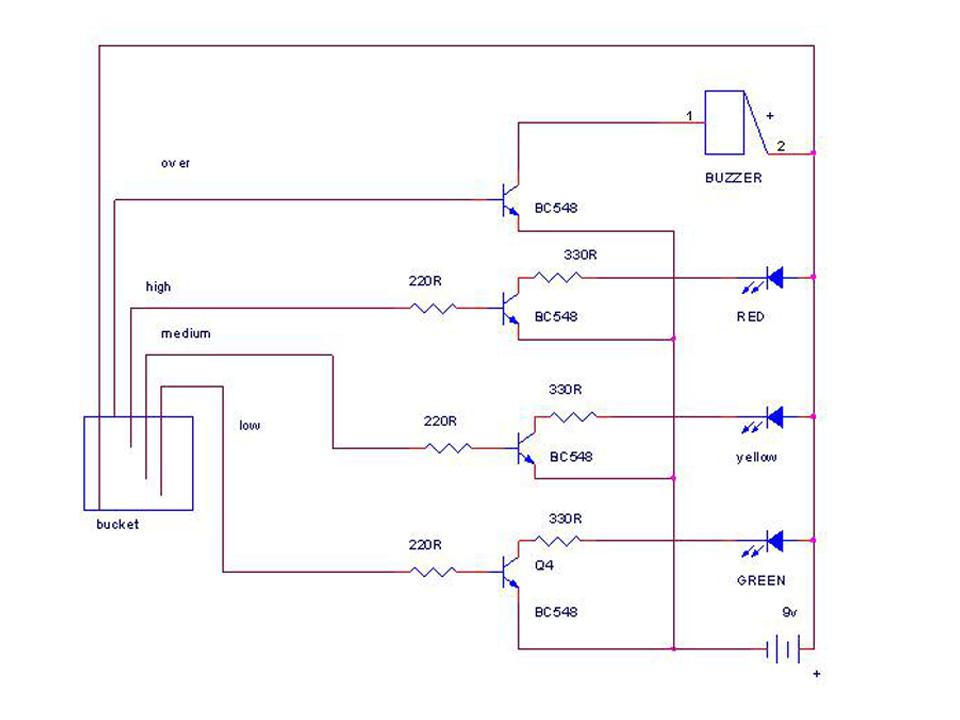 1
+
2
BUZZER
over
BC548
330R
220R
high
BC548
RED
medium
330R
220R
low
BC548
yellow
bucket
330R
220R
Q4
GREEN
BC548
9v
+